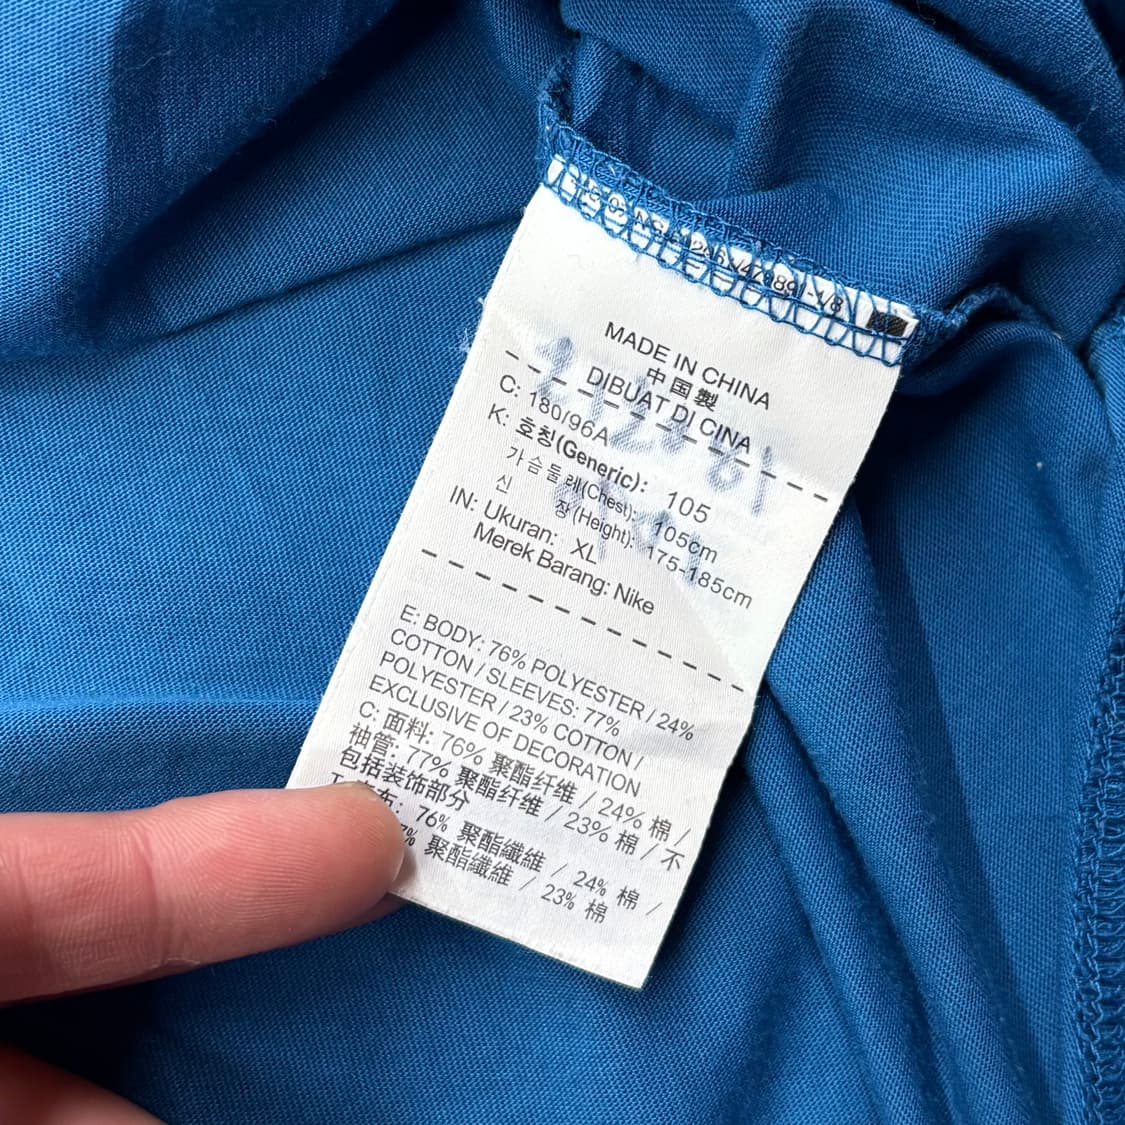 MADE IN CHINA
中国製
DIBUAT DI CINA
C: 180/96A
K: 호칭(Generic): 105
가슴둘레(Chest): 105cm
신 장(Height): 175-185cm
IN: Ukuran: XL
Merek Barang: Nike
E: BODY: 76% POLYESTER / 24%
COTTON / SLEEVES: 77%
POLYESTER / 23% COTTON /
EXCLUSIVE OF DECORATION
C: 面料: 76% 聚酯纤维 / 24% 棉 /
袖管: 77% 聚酯纤维 / 23% 棉 / 不
包括装饰部分
布: 76% 聚酯纖維 / 24% 棉 /
聚酯纖維 / 23% 棉